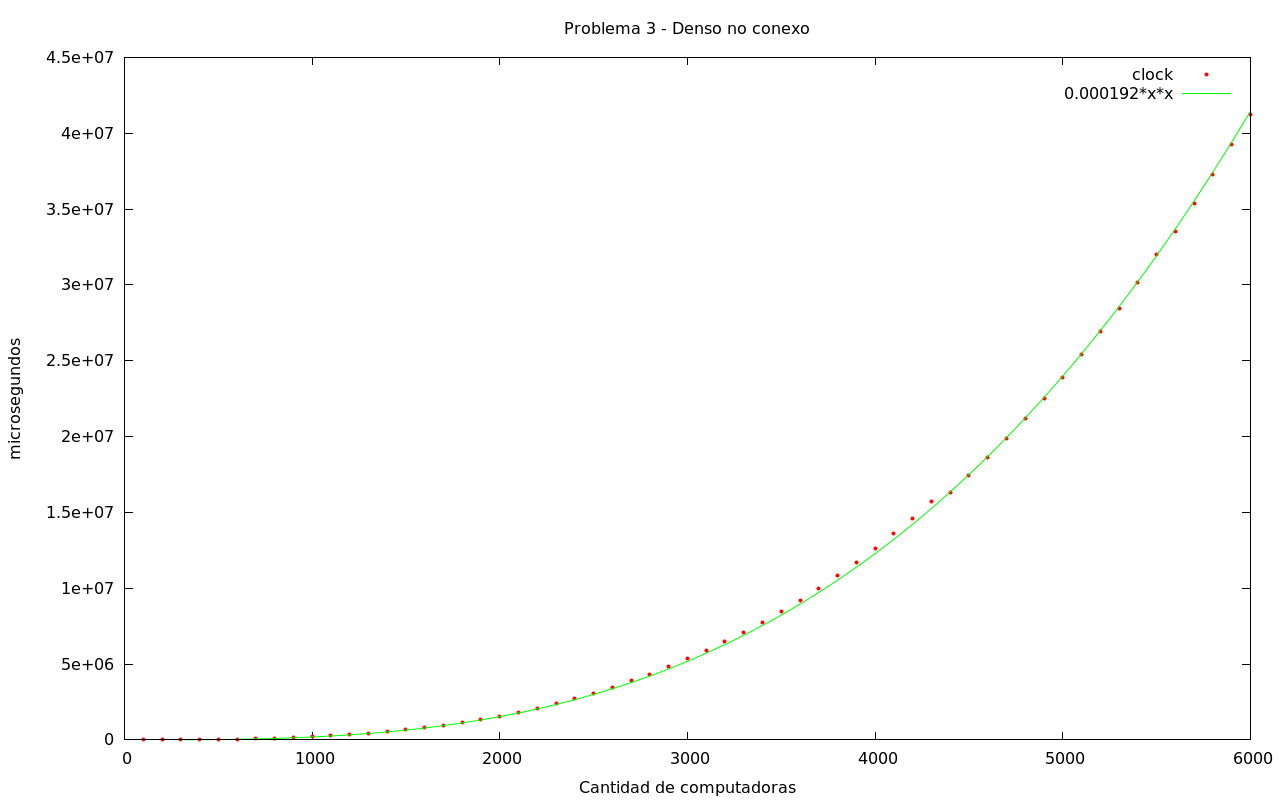 Problema 3 - Denso no conexo
4.5e+07
4e+07
3.5e+07
3e+07
2.5e+07
2e+07
1.5e+07
1e+07
5e+06
0
clock
0.000192*x*x
microsegundos
0 1000 2000 3000 4000 5000 6000
Cantidad de computadoras